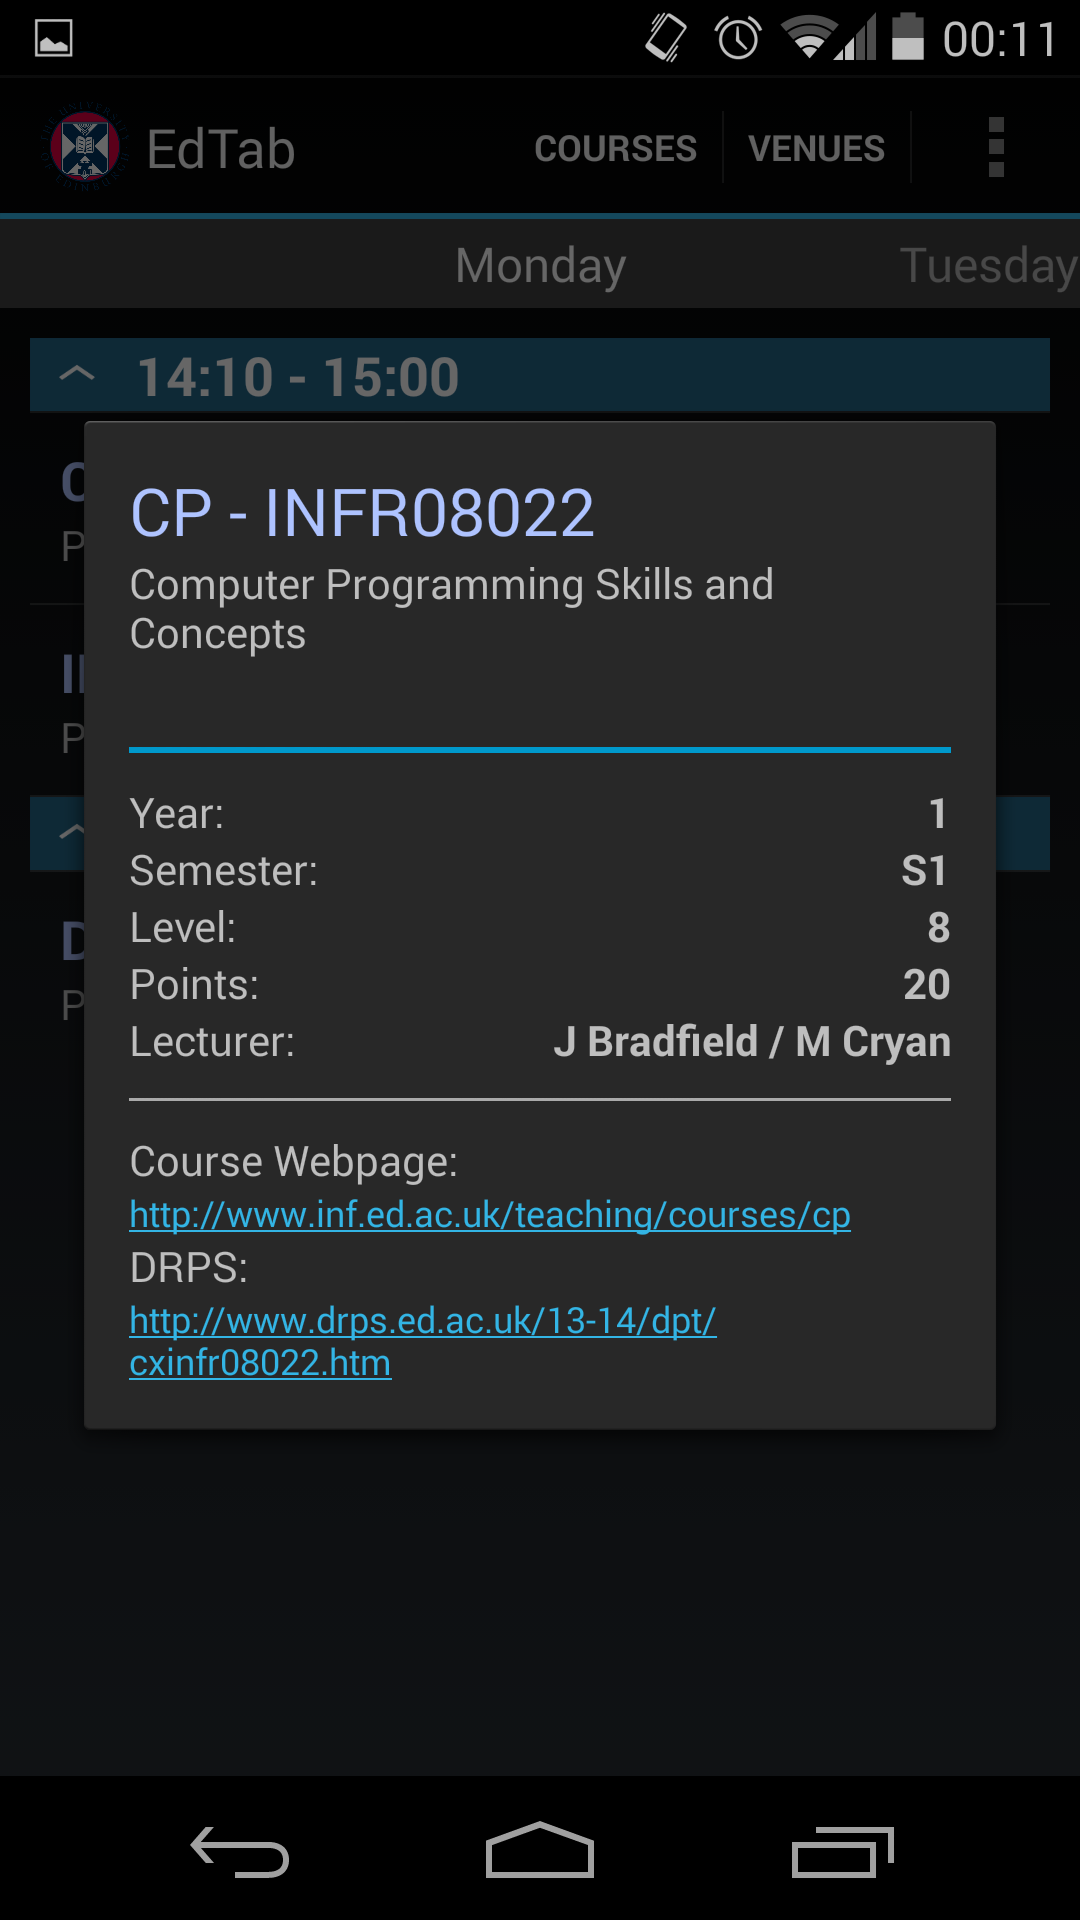 00:11
EdTab
COURSES
VENUES
Monday
Tuesday
14:10 - 15:00
CP - INFR08022
Computer Programming Skills and
Concepts
Year: 1
Semester: S1
Level: 8
Points: 20
Lecturer: J Bradfield / M Cryan
Course Webpage:
http://www.inf.ed.ac.uk/teaching/courses/cp
DRPS:
http://www.drps.ed.ac.uk/13-14/dpt/
cxinfr08022.htm